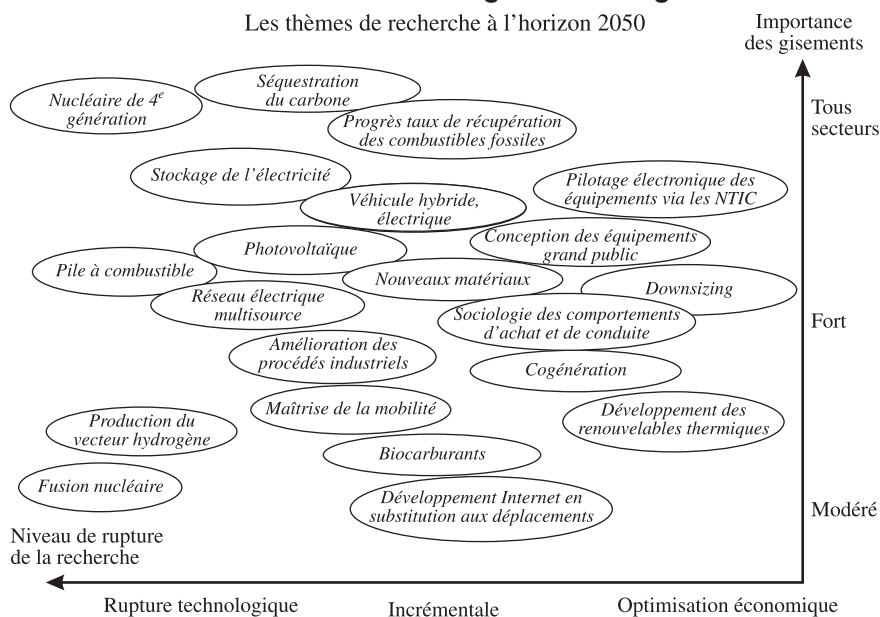 Les thèmes de recherche à l'horizon 2050
Importance
des gisements
Séquestration
du carbone
Nucléaire de 4e
génération
Tous
secteurs
Progrès taux de récupération
des combustibles fossiles
Stockage de l'électricité
Pilotage électronique des
équipements via les NTIC
Véhicule hybride,
électrique
Conception des équipements
grand public
Photovoltaïque
Pile à combustible
Nouveaux matériaux
Downsizing
Réseau électrique
multisource
Sociologie des comportements
d'achat et de conduite
Fort
Amélioration des
procédés industriels
Cogénération
Maîtrise de la mobilité
Développement des
renouvelables thermiques
Production du
vecteur hydrogène
Biocarburants
Fusion nucléaire
Développement Internet en
substitution aux déplacements
Modéré
Niveau de rupture
de la recherche
Rupture technologique
Incrémentale
Optimisation économique